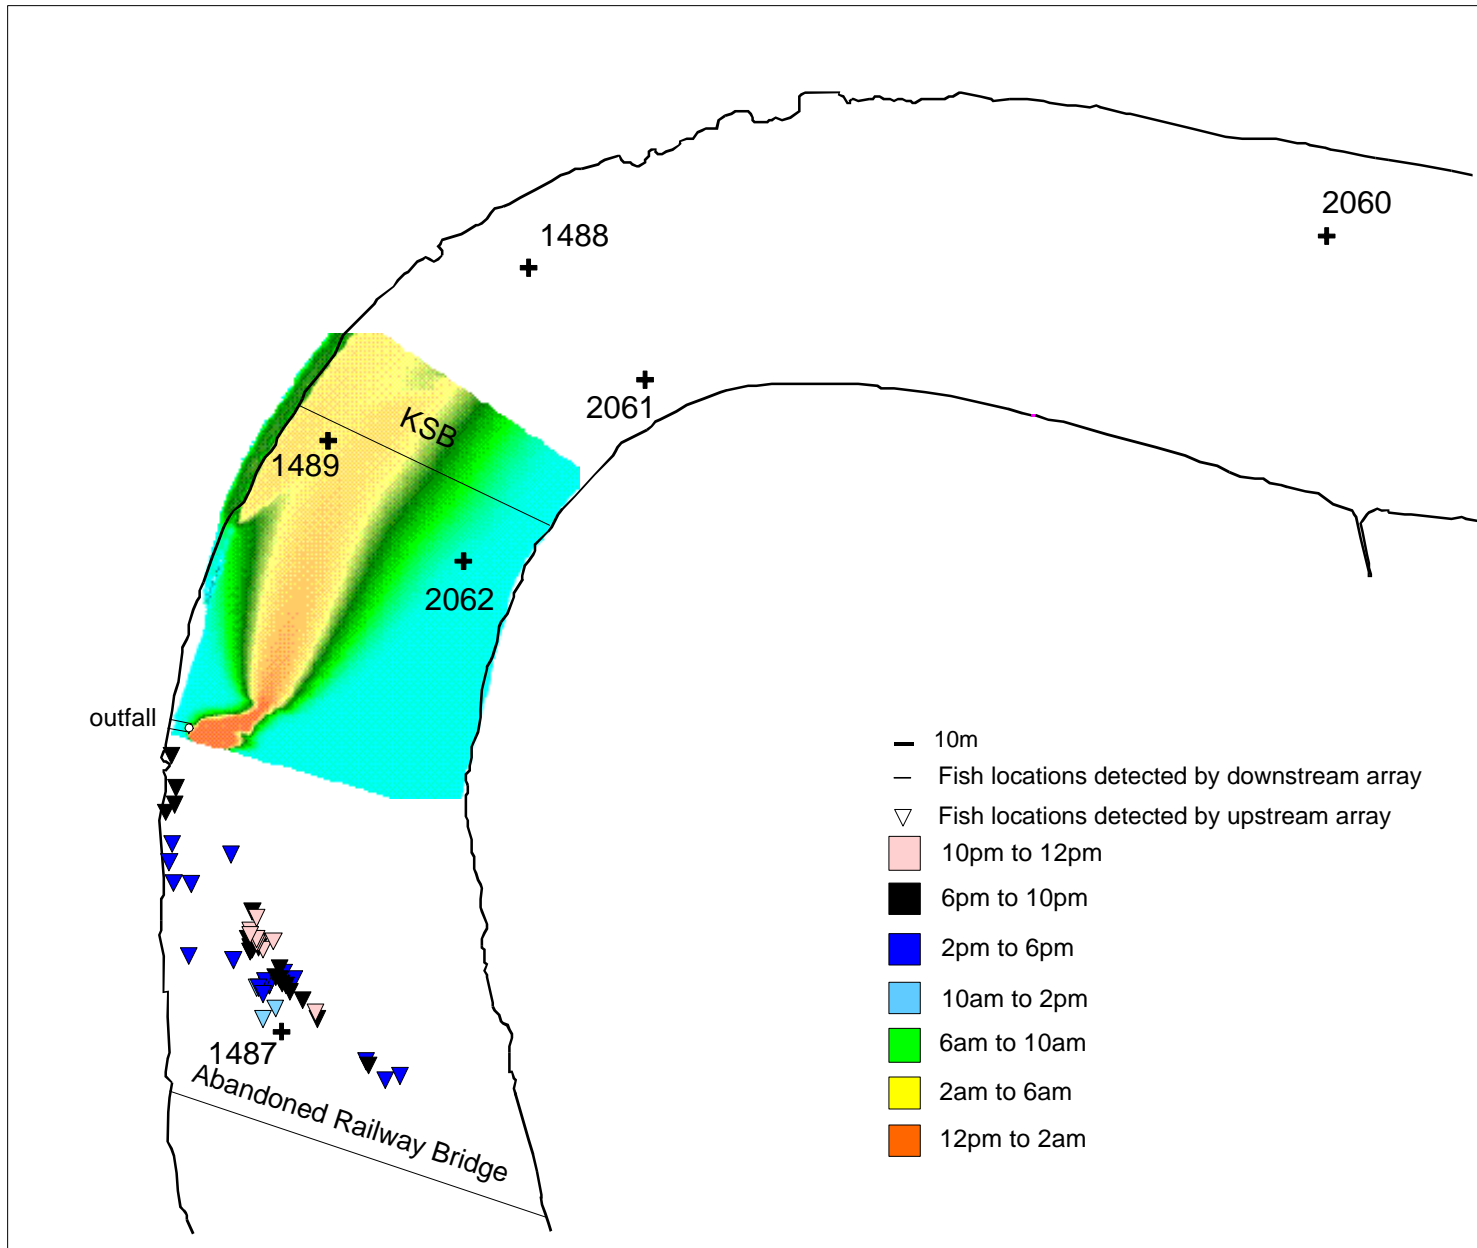 2060
1488
2061
KSB
1489
2062
outfall
10m
Fish locations detected by downstream array
Fish locations detected by upstream array
10pm to 12pm
6pm to 10pm
2pm to 6pm
10am to 2pm
6am to 10am
2am to 6am
12pm to 2am
1487
Abandoned Railway Bridge